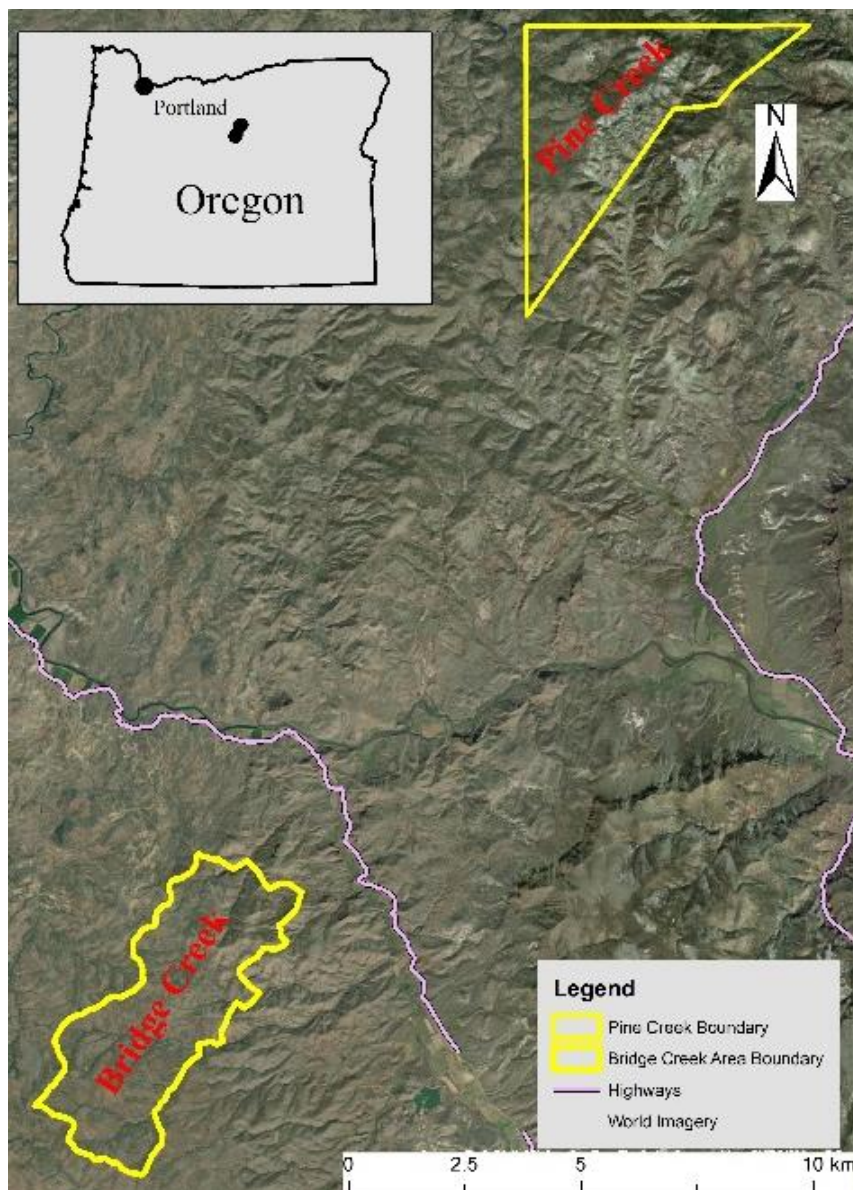 Portland
Oregon
Pine Creek
N
Bridge Creek
Legend
Pine Creek Boundary
Bridge Creek Area Boundary
Highways
World Imagery
0 2.5 5 10 km